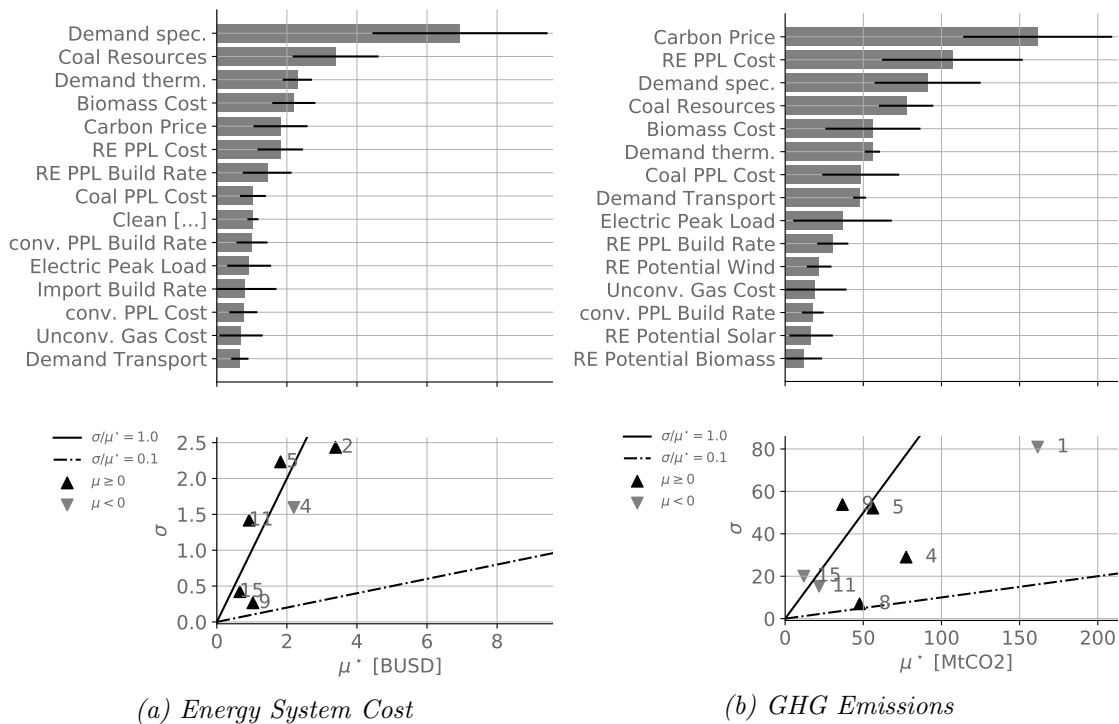 Demand spec.
Coal Resources
Demand therm.
Biomass Cost
Carbon Price
RE PPL Cost
RE PPL Build Rate
Coal PPL Cost
Clean [...]
conv. PPL Build Rate
Electric Peak Load
Import Build Rate
conv. PPL Cost
Unconv. Gas Cost
Demand Transport
σ/μ* = 1.0
σ/μ* = 0.1
μ ≥ 0
μ < 0
σ
2.5
2.0
1.5
1.0
0.5
0.0
2
5
4
11
15
9
0 2 4 6 8
μ* [BUSD]
(a) Energy System Cost
Carbon Price
RE PPL Cost
Demand spec.
Coal Resources
Biomass Cost
Demand therm.
Coal PPL Cost
Demand Transport
Electric Peak Load
RE PPL Build Rate
RE Potential Wind
Unconv. Gas Cost
conv. PPL Build Rate
RE Potential Solar
RE Potential Biomass
σ/μ* = 1.0
σ/μ* = 0.1
μ ≥ 0
μ < 0
σ
80
60
40
20
0
1
9
5
4
15
11
8
0 50 100 150 200
μ* [MtCO2]
(b) GHG Emissions